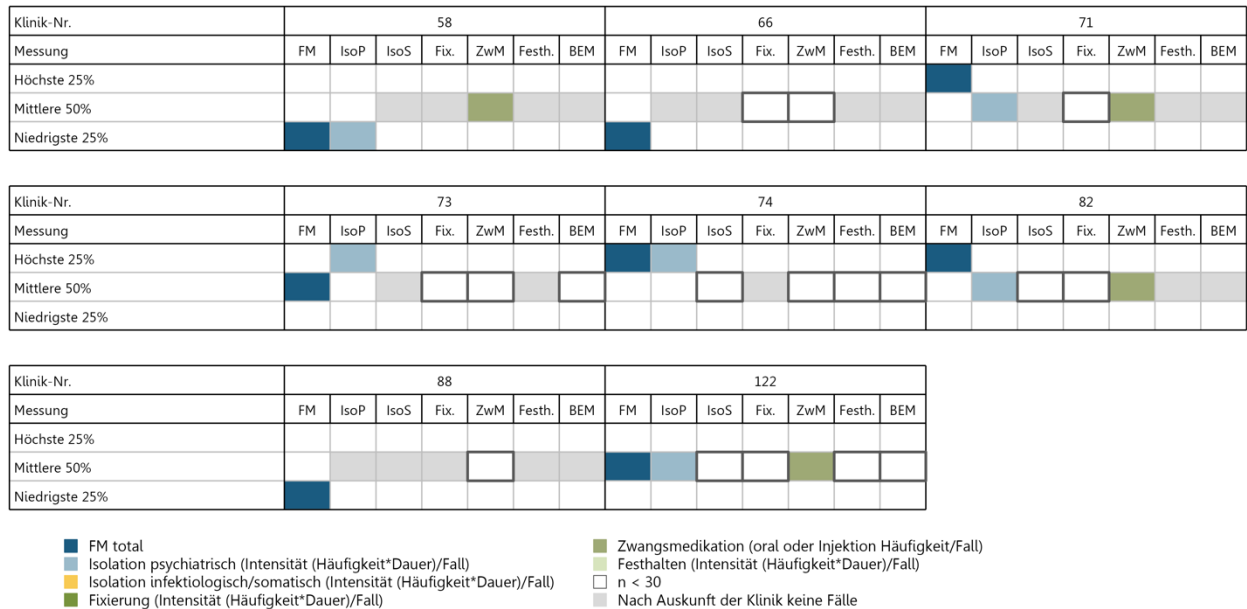 Klinik-Nr. 58 66 71
Messung FM IsoP IsoS Fix. ZwM Festh. BEM FM IsoP IsoS Fix. ZwM Festh. BEM FM IsoP IsoS Fix. ZwM Festh. BEM
Höchste 25%
Mittlere 50%
Niedrigste 25%
Klinik-Nr. 73 74 82
Messung FM IsoP IsoS Fix. ZwM Festh. BEM FM IsoP IsoS Fix. ZwM Festh. BEM FM IsoP IsoS Fix. ZwM Festh. BEM
Höchste 25%
Mittlere 50%
Niedrigste 25%
Klinik-Nr. 88 122
Messung FM IsoP IsoS Fix. ZwM Festh. BEM FM IsoP IsoS Fix. ZwM Festh. BEM
Höchste 25%
Mittlere 50%
Niedrigste 25%
FM total
Isolation psychiatrisch (Intensität (Häufigkeit*Dauer)/Fall)
Isolation infektiologisch/somatisch (Intensität (Häufigkeit*Dauer)/Fall)
Fixierung (Intensität (Häufigkeit*Dauer)/Fall)
Zwangsmedikation (oral oder Injektion Häufigkeit/Fall)
Festhalten (Intensität (Häufigkeit*Dauer)/Fall)
n < 30
Nach Auskunft der Klinik keine Fälle